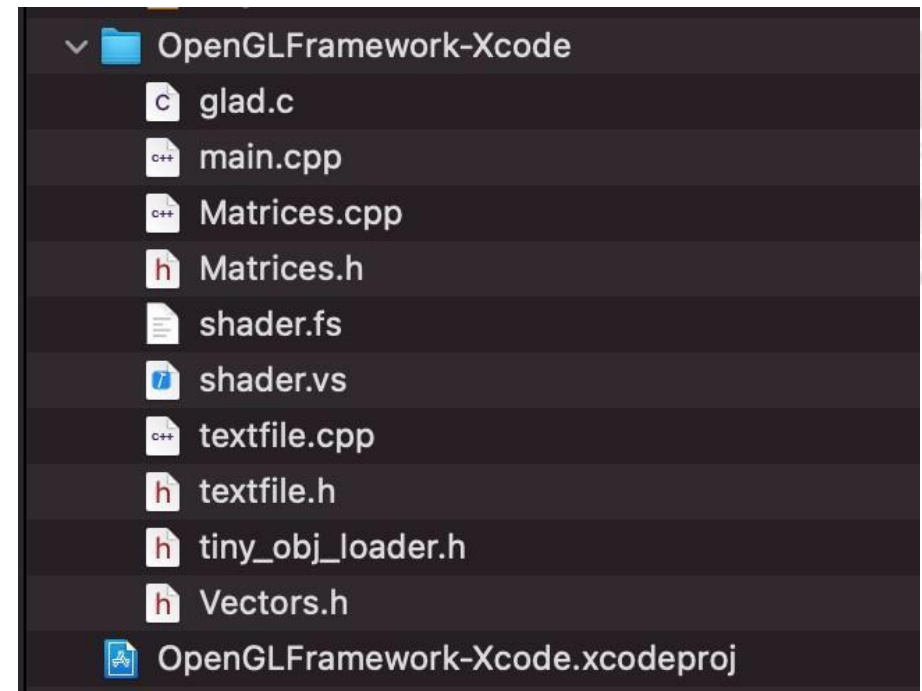 OpenGLFramework-Xcode
C glad.c
C++ main.cpp
C++ Matrices.cpp
h Matrices.h
shader.fs
shader.vs
C++ textfile.cpp
h textfile.h
h tiny_obj_loader.h
h Vectors.h
OpenGLFramework-Xcode.xcodeproj